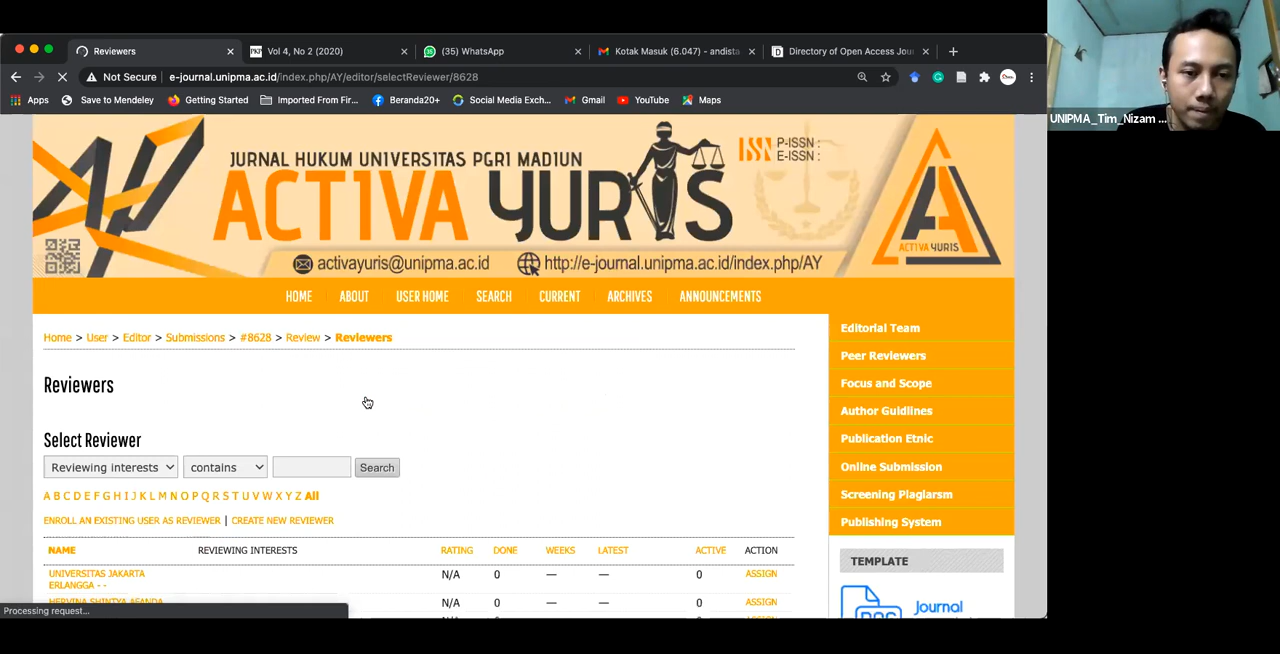 Reviewers
Vol 4, No 2 (2020)
(35) WhatsApp
Kotak Masuk (6.047) - andista
Directory of Open Access Jou
Not Secure
e-journal.unipma.ac.id/index.php/AY/editor/selectReviewer/8628
Apps
Save to Mendeley
Getting Started
Imported From Fir...
Beranda20+
Social Media Exch...
Gmail
YouTube
Maps
UNIPMA_Tim_Nizam ...
JURNAL HUKUM UNIVERSITAS PGRI MADIUN
ACTIVA YURIS
ISSN P-ISSN :
E-ISSN :
activayuris@unipma.ac.id
http://e-journal.unipma.ac.id/index.php/AY
ACTIVA YURIS
HOME ABOUT USER HOME SEARCH CURRENT ARCHIVES ANNOUNCEMENTS
Home > User > Editor > Submissions > #8628 > Review > Reviewers
Reviewers
Select Reviewer
Reviewing interests contains Search
A B C D E F G H I J K L M N O P Q R S T U V W X Y Z All
ENROLL AN EXISTING USER AS REVIEWER | CREATE NEW REVIEWER
NAME REVIEWING INTERESTS RATING DONE WEEKS LATEST ACTIVE ACTION
UNIVERSITAS JAKARTA
ERLANGGA - -
N/A 0 — — 0 ASSIGN
N/A 0 — — 0 ASSIGN
Processing request...
Editorial Team
Peer Reviewers
Focus and Scope
Author Guidlines
Publication Etnic
Online Submission
Screening Plagiarsm
Publishing System
TEMPLATE
Journal